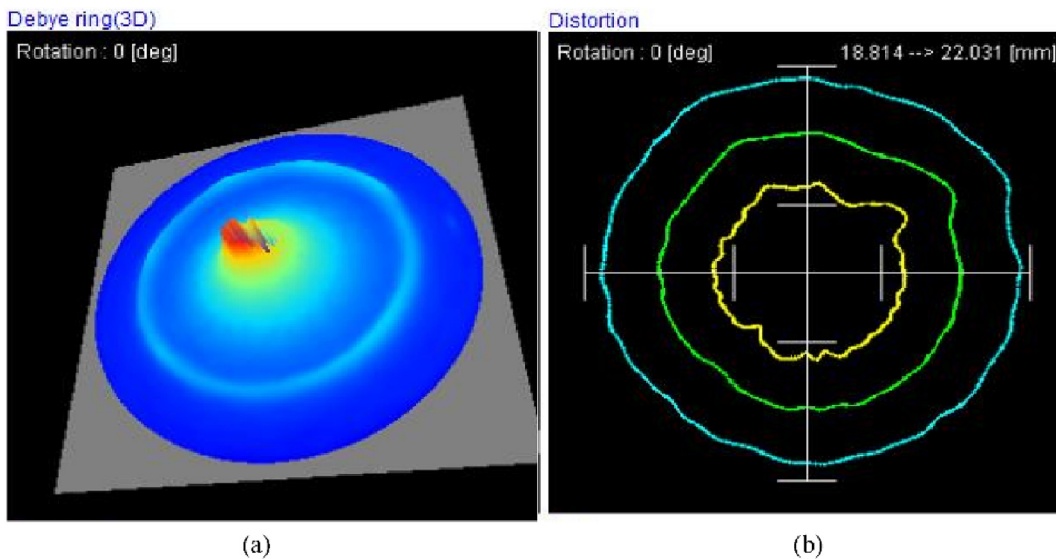 Debye ring(3D)
Rotation : 0 [deg]
Distortion
Rotation : 0 [deg]
18.814 --> 22.031 [mm]
(a)
(b)